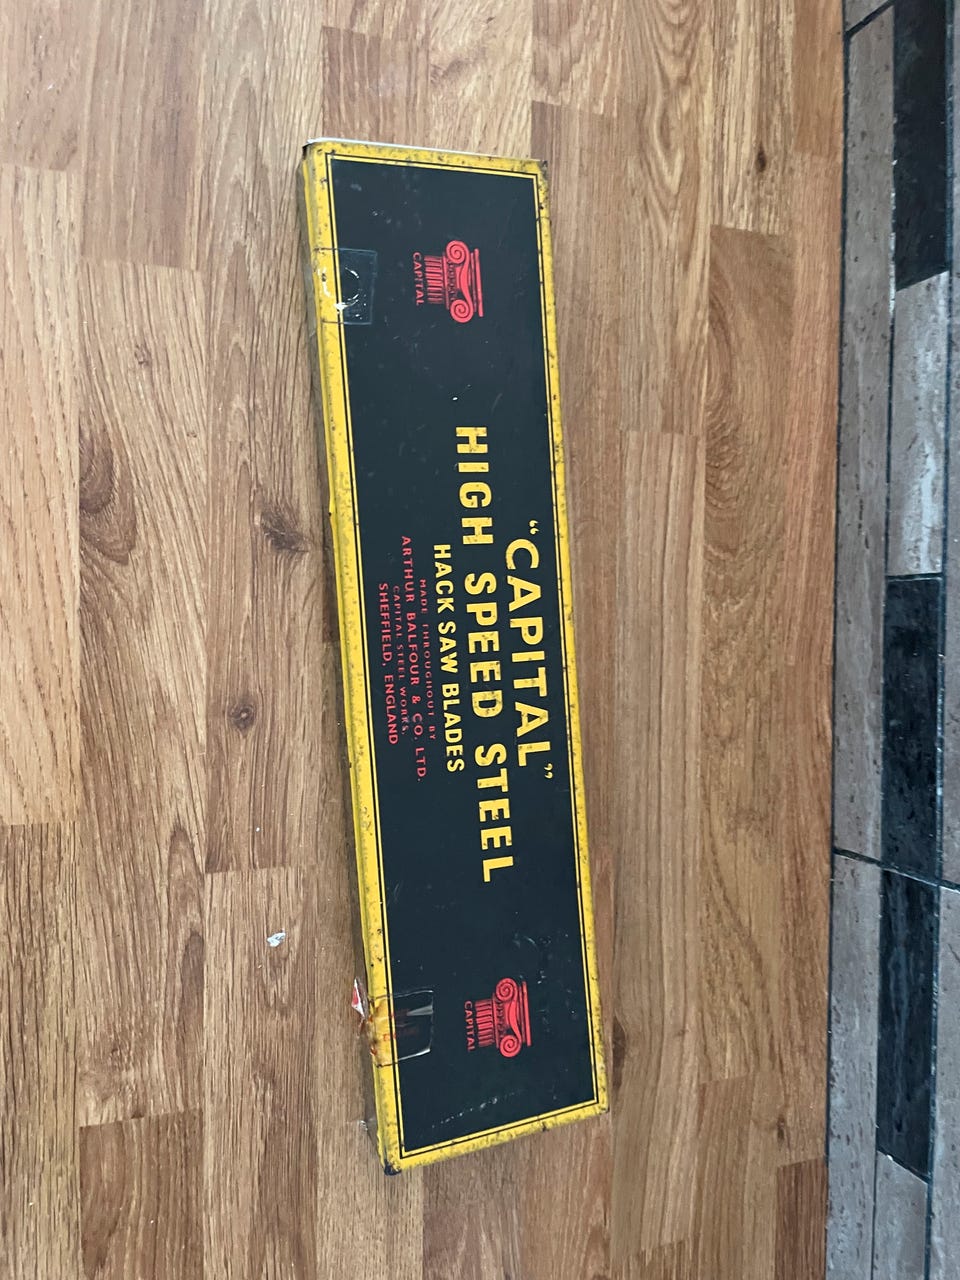 “CAPITAL”
HIGH SPEED STEEL
HACK SAW BLADES
MADE THROUGHOUT BY
ARTHUR BALFOUR & CO. LTD.
CAPITAL STEEL WORKS,
SHEFFIELD, ENGLAND
CAPITAL
CAPITAL